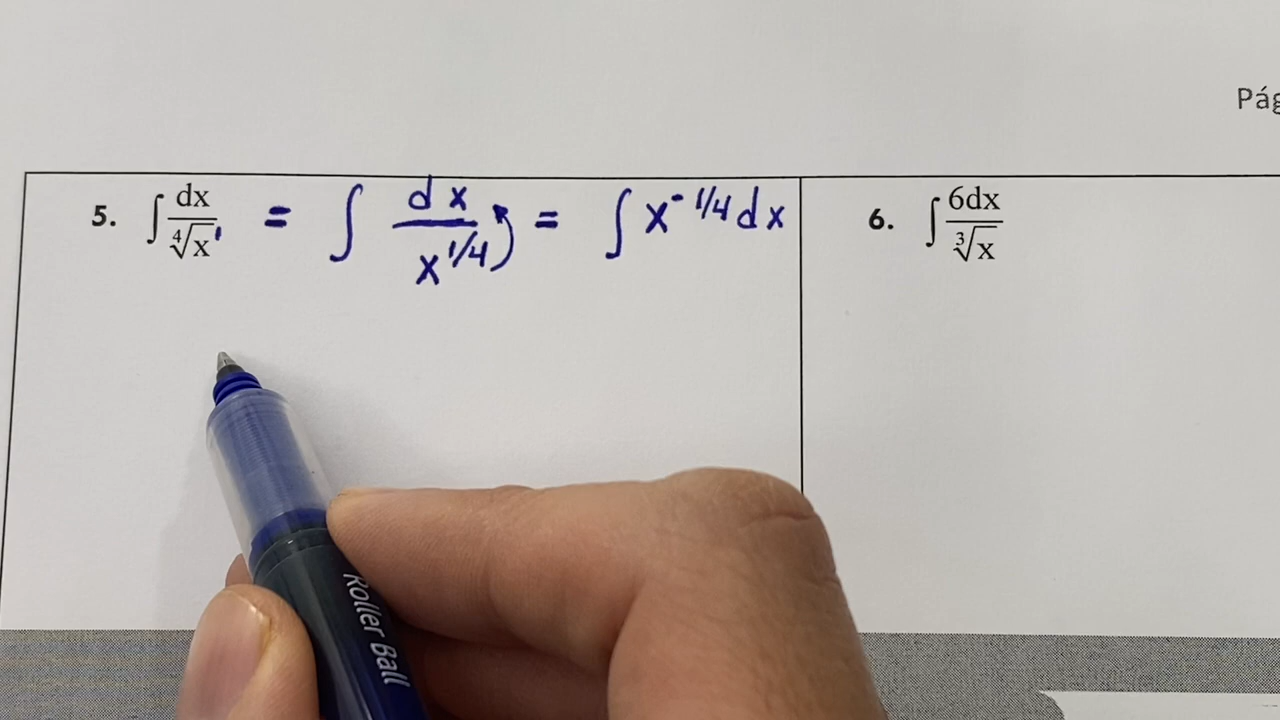 Pág
5. ∫ dx/∜x = ∫ dx/x^1/4 = ∫ x^-1/4 dx
6. ∫ 6dx/∛x
Roller Ball